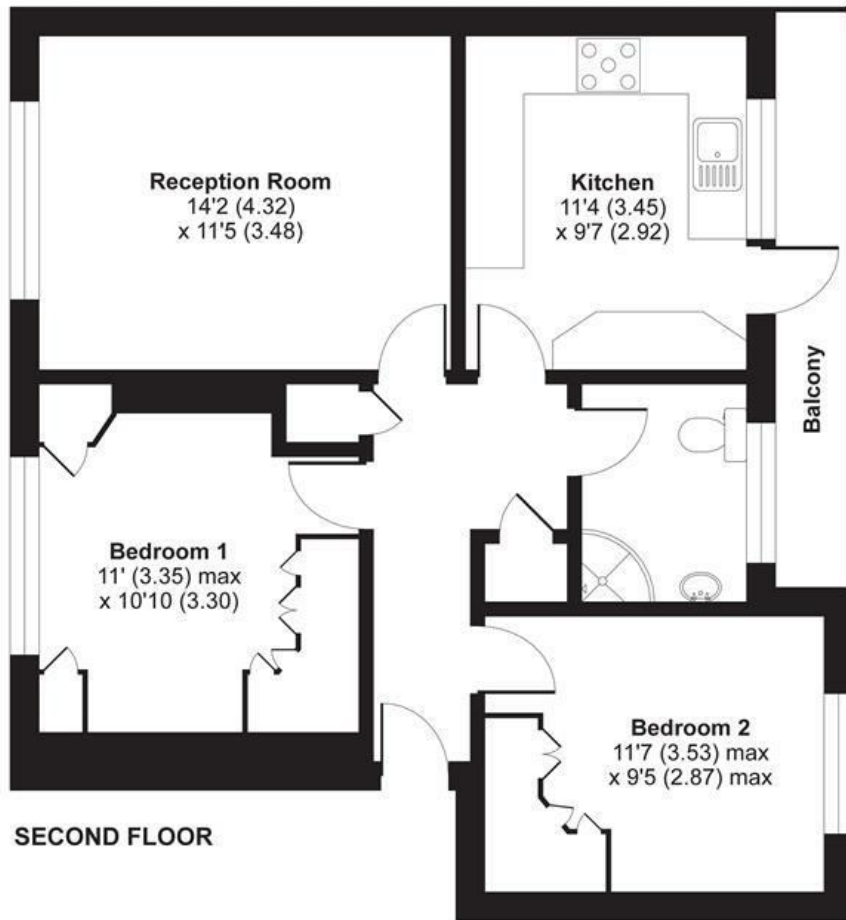 Reception Room
14'2 (4.32)
x 11'5 (3.48)
Kitchen
11'4 (3.45)
x 9'7 (2.92)
Balcony
Bedroom 1
11' (3.35) max
x 10'10 (3.30)
Bedroom 2
11'7 (3.53) max
x 9'5 (2.87) max
SECOND FLOOR